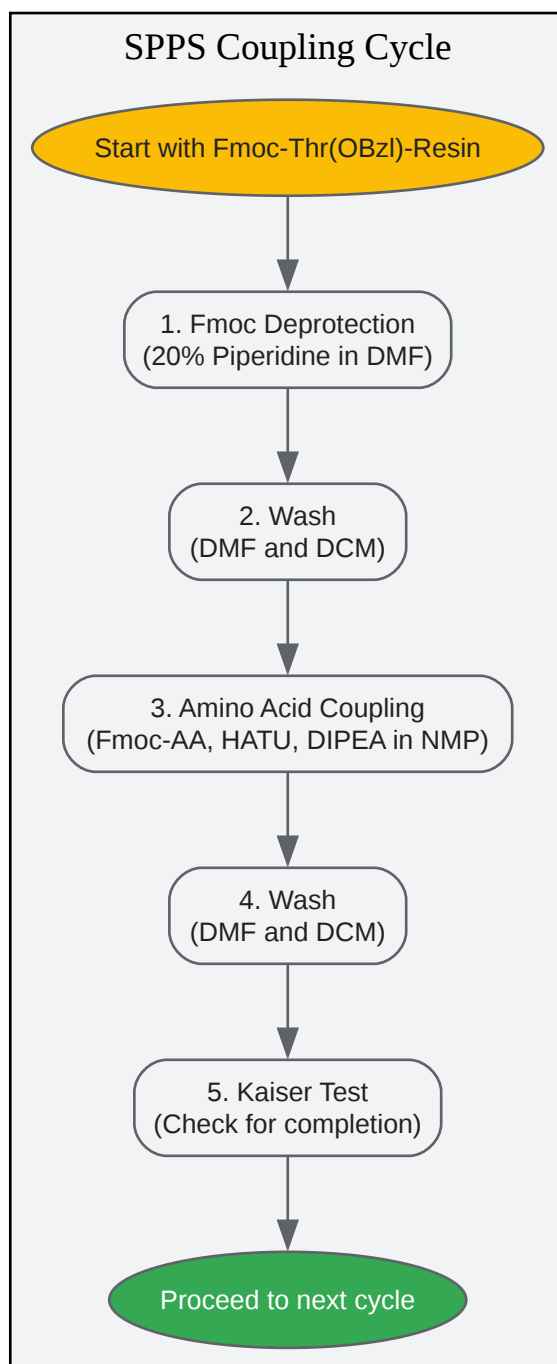 SPPS Coupling Cycle
Start with Fmoc-Thr(OBzl)-Resin
1. Fmoc Deprotection
(20% Piperidine in DMF)
2. Wash
(DMF and DCM)
3. Amino Acid Coupling
(Fmoc-AA, HATU, DIPEA in NMP)
4. Wash
(DMF and DCM)
5. Kaiser Test
(Check for completion)
Proceed to next cycle